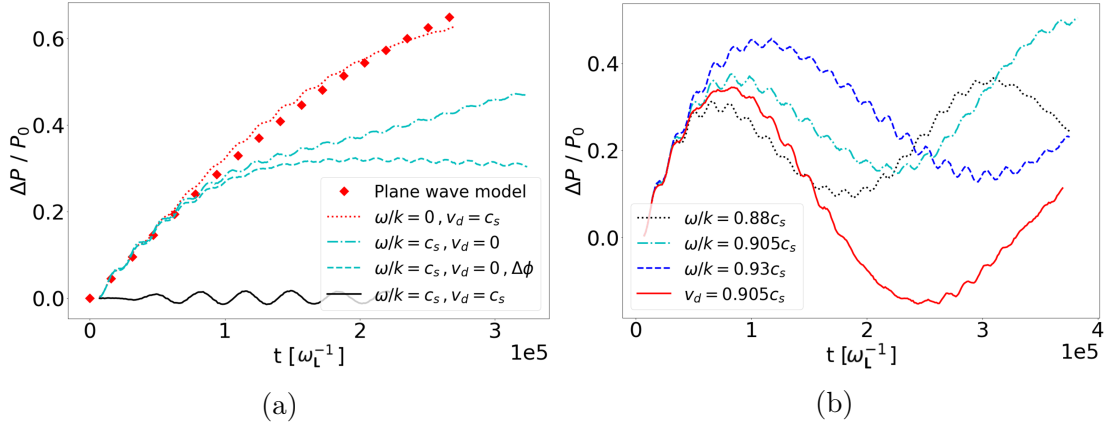 ΔP / P₀
0.6
0.4
0.2
0.0
Plane wave model
ω/k = 0 , v_d = c_s
ω/k = c_s , v_d = 0
ω/k = c_s , v_d = 0 , Δϕ
ω/k = c_s , v_d = c_s
0 1 2 3
1e5
t [ω_L⁻¹]
(a)
ΔP / P₀
0.4
0.2
0.0
ω/k = 0.88c_s
ω/k = 0.905c_s
ω/k = 0.93c_s
v_d = 0.905c_s
0 1 2 3 4
1e5
t [ω_L⁻¹]
(b)